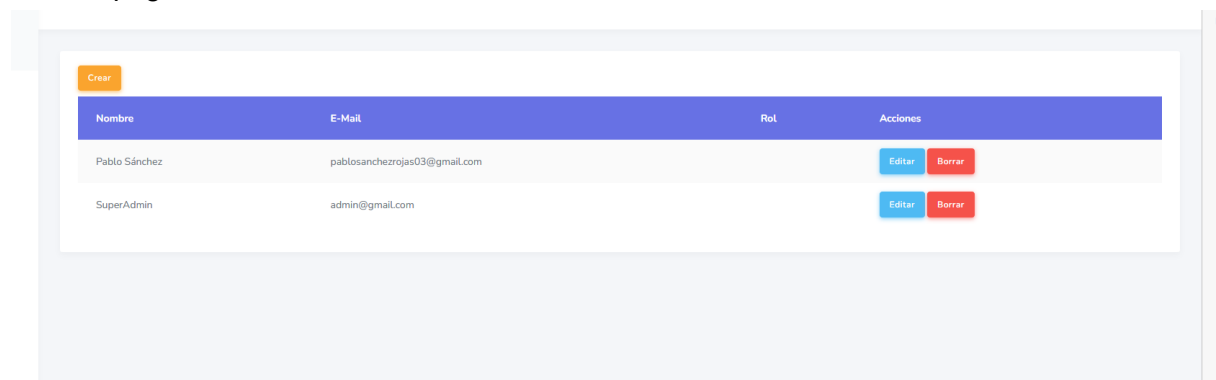 Crear
Nombre E-Mail Rol Acciones
Pablo Sánchez pablosanchezrojas03@gmail.com Editar Borrar
SuperAdmin admin@gmail.com Editar Borrar